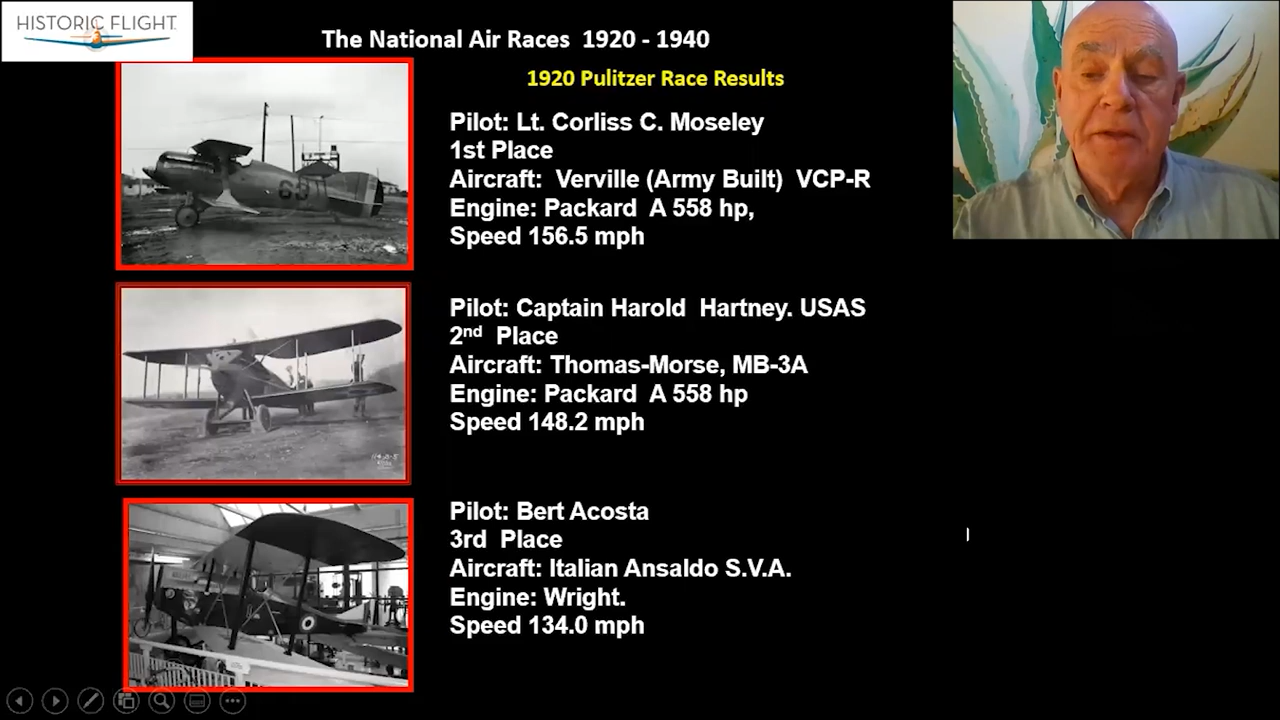 HISTORIC FLIGHT
The National Air Races 1920 - 1940
1920 Pulitzer Race Results
Pilot: Lt. Corliss C. Moseley
1st Place
Aircraft: Verville (Army Built) VCP-R
Engine: Packard A 558 hp,
Speed 156.5 mph
63
Pilot: Captain Harold Hartney. USAS
2nd Place
Aircraft: Thomas-Morse, MB-3A
Engine: Packard A 558 hp
Speed 148.2 mph
Pilot: Bert Acosta
3rd Place
Aircraft: Italian Ansaldo S.V.A.
Engine: Wright.
Speed 134.0 mph